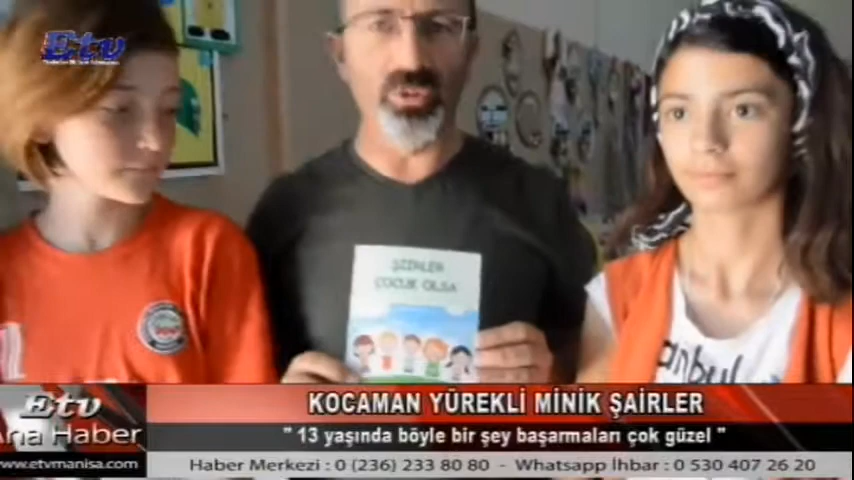 Etv
ŞİİRLER
ÇOCUK OLSA
anbul
Etv
Ana Haber
www.etvmanisa.com
KOCAMAN YÜREKLİ MİNİK ŞAİRLER
" 13 yaşında böyle bir şey başarmaları çok güzel "
Haber Merkezi : 0 (236) 233 80 80 - Whatsapp İhbar : 0 530 407 26 20